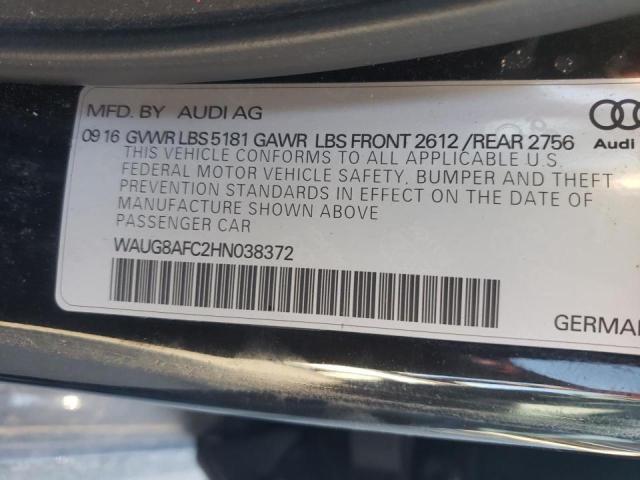 MFD. BY AUDI AG
09 16 GVWR LBS 5181 GAWR LBS FRONT 2612 /REAR 2756
Audi
THIS VEHICLE CONFORMS TO ALL APPLICABLE U.S.
FEDERAL MOTOR VEHICLE SAFETY, BUMPER AND THEFT
PREVENTION STANDARDS IN EFFECT ON THE DATE OF
MANUFACTURE SHOWN ABOVE
PASSENGER CAR
WAUG8AFC2HN038372
GERMAN